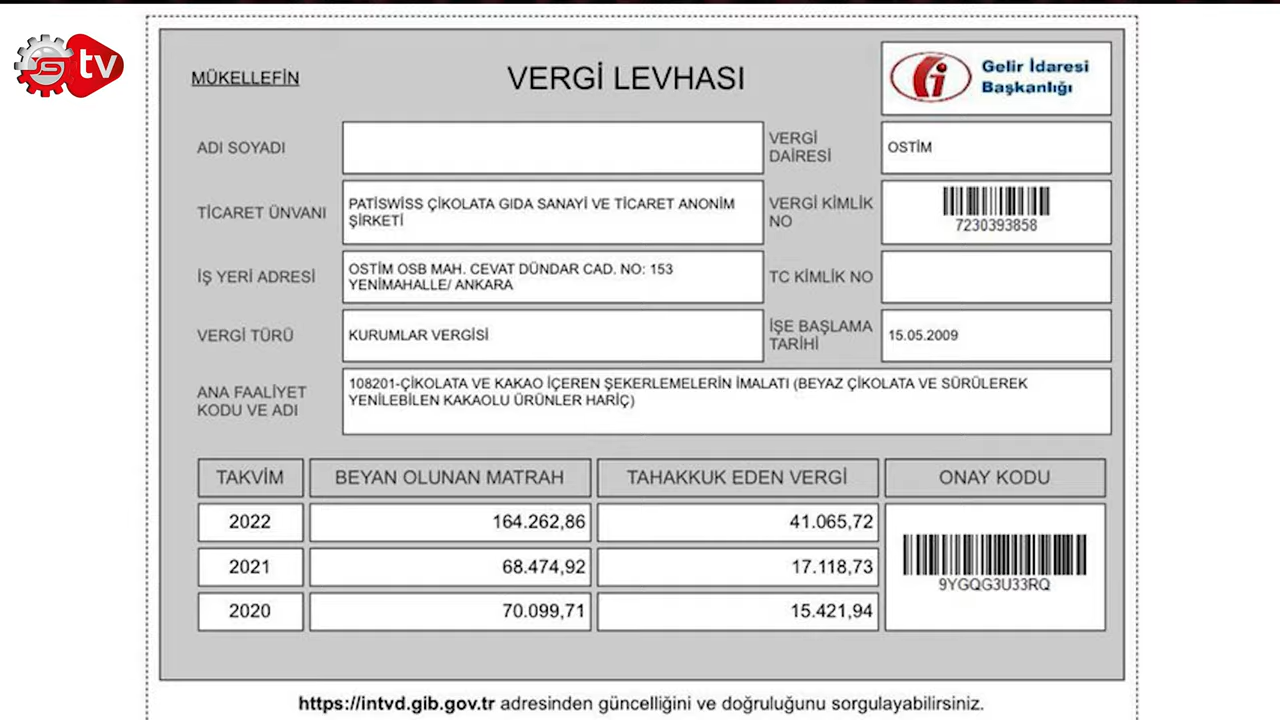 tv
MÜKELLEFİN
VERGİ LEVHASI
Gelir İdaresi
Başkanlığı
ADI SOYADI
VERGİ
DAİRESİ
OSTİM
TİCARET ÜNVANI
PATİSWİSS ÇİKOLATA GIDA SANAYİ VE TİCARET ANONİM
ŞİRKETİ
VERGİ KİMLİK
NO
7230393858
İŞ YERİ ADRESİ
OSTİM OSB MAH. CEVAT DÜNDAR CAD. NO: 153
YENİMAHALLE/ ANKARA
TC KİMLİK NO
VERGİ TÜRÜ
KURUMLAR VERGİSİ
İŞE BAŞLAMA
TARİHİ
15.05.2009
ANA FAALİYET
KODU VE ADI
108201-ÇİKOLATA VE KAKAO İÇEREN ŞEKERLEMELERİN İMALATI (BEYAZ ÇİKOLATA VE SÜRÜLEREK
YENİLEBİLEN KAKAOLU ÜRÜNLER HARİÇ)
TAKVİM BEYAN OLUNAN MATRAH TAHAKKUK EDEN VERGİ ONAY KODU
2022 164.262,86 41.065,72
2021 68.474,92 17.118,73
9YGQG3U33RQ
2020 70.099,71 15.421,94
https://intvd.gib.gov.tr adresinden güncelliğini ve doğruluğunu sorgulayabilirsiniz.